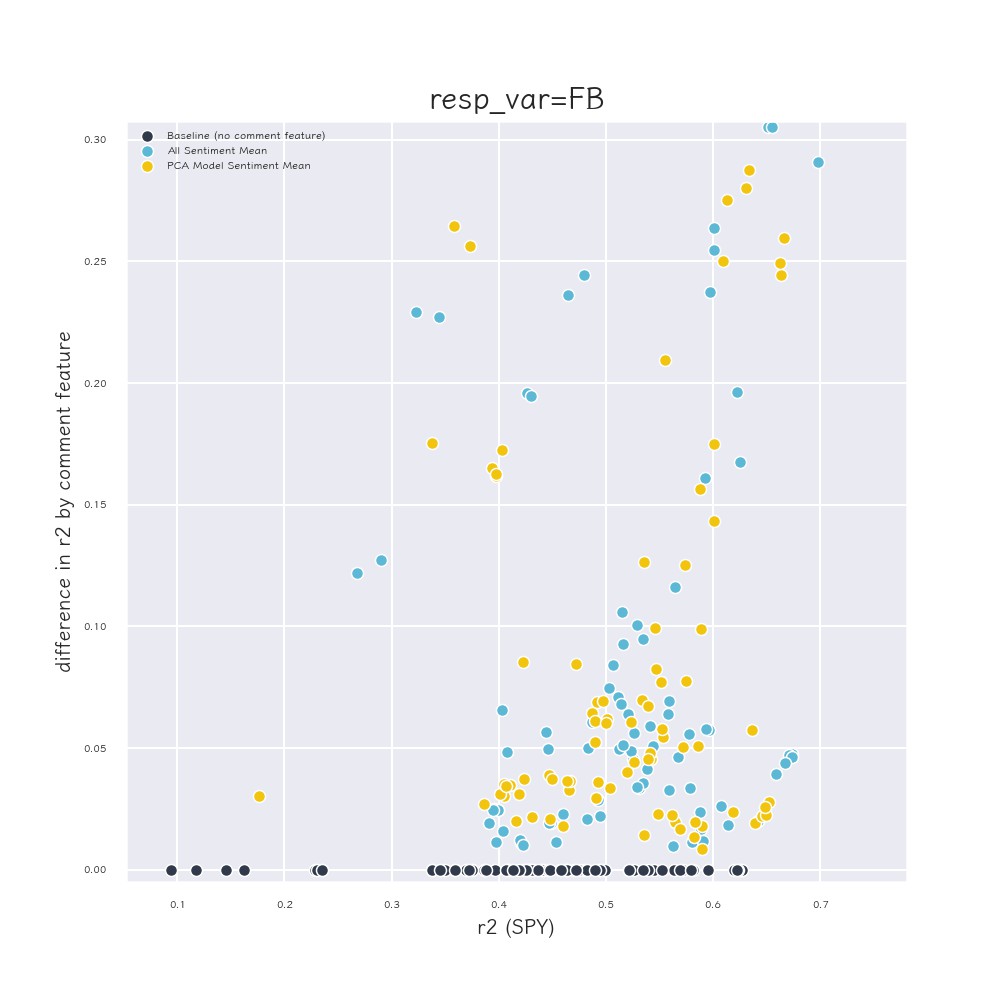 resp_var=FB
Baseline (no comment feature)
All Sentiment Mean
PCA Model Sentiment Mean
difference in r2 by comment feature
0.30
0.25
0.20
0.15
0.10
0.05
0.00
0.1 0.2 0.3 0.4 0.5 0.6 0.7
r2 (SPY)